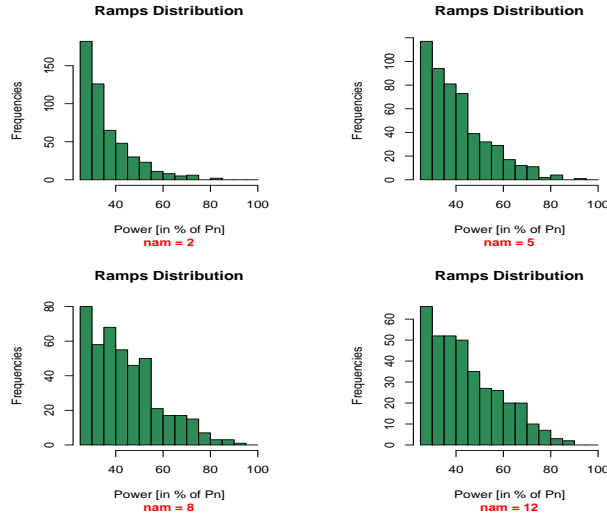 Ramps Distribution
Frequencies
0 50 100 150
40 60 80 100
Power [in % of Pn]
nam = 2
Ramps Distribution
Frequencies
0 20 40 60 80 100
40 60 80 100
Power [in % of Pn]
nam = 5
Ramps Distribution
Frequencies
0 20 40 60 80
40 60 80 100
Power [in % of Pn]
nam = 8
Ramps Distribution
Frequencies
0 10 20 30 40 50 60
40 60 80 100
Power [in % of Pn]
nam = 12